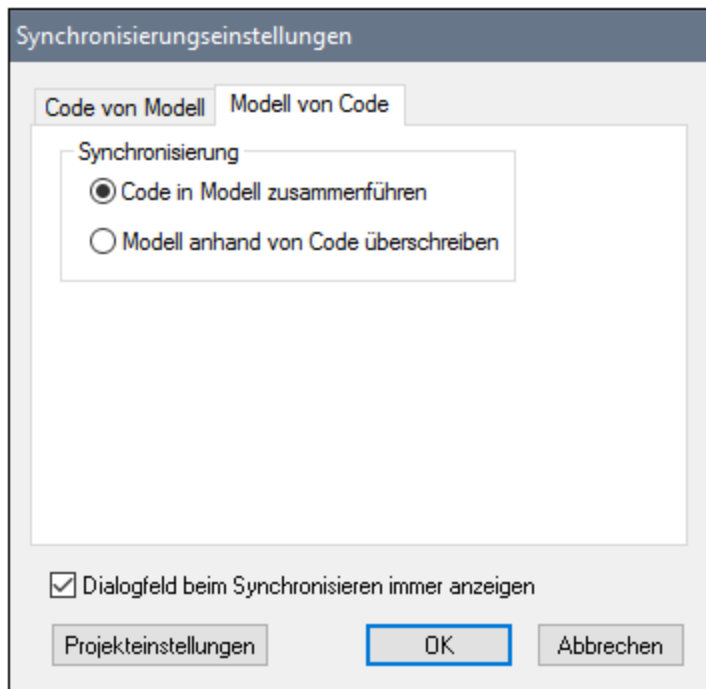 Synchronisierungseinstellungen
Code von Modell Modell von Code
Synchronisierung
Code in Modell zusammenführen
Modell anhand von Code überschreiben
Dialogfeld beim Synchronisieren immer anzeigen
Projekteinstellungen OK Abbrechen